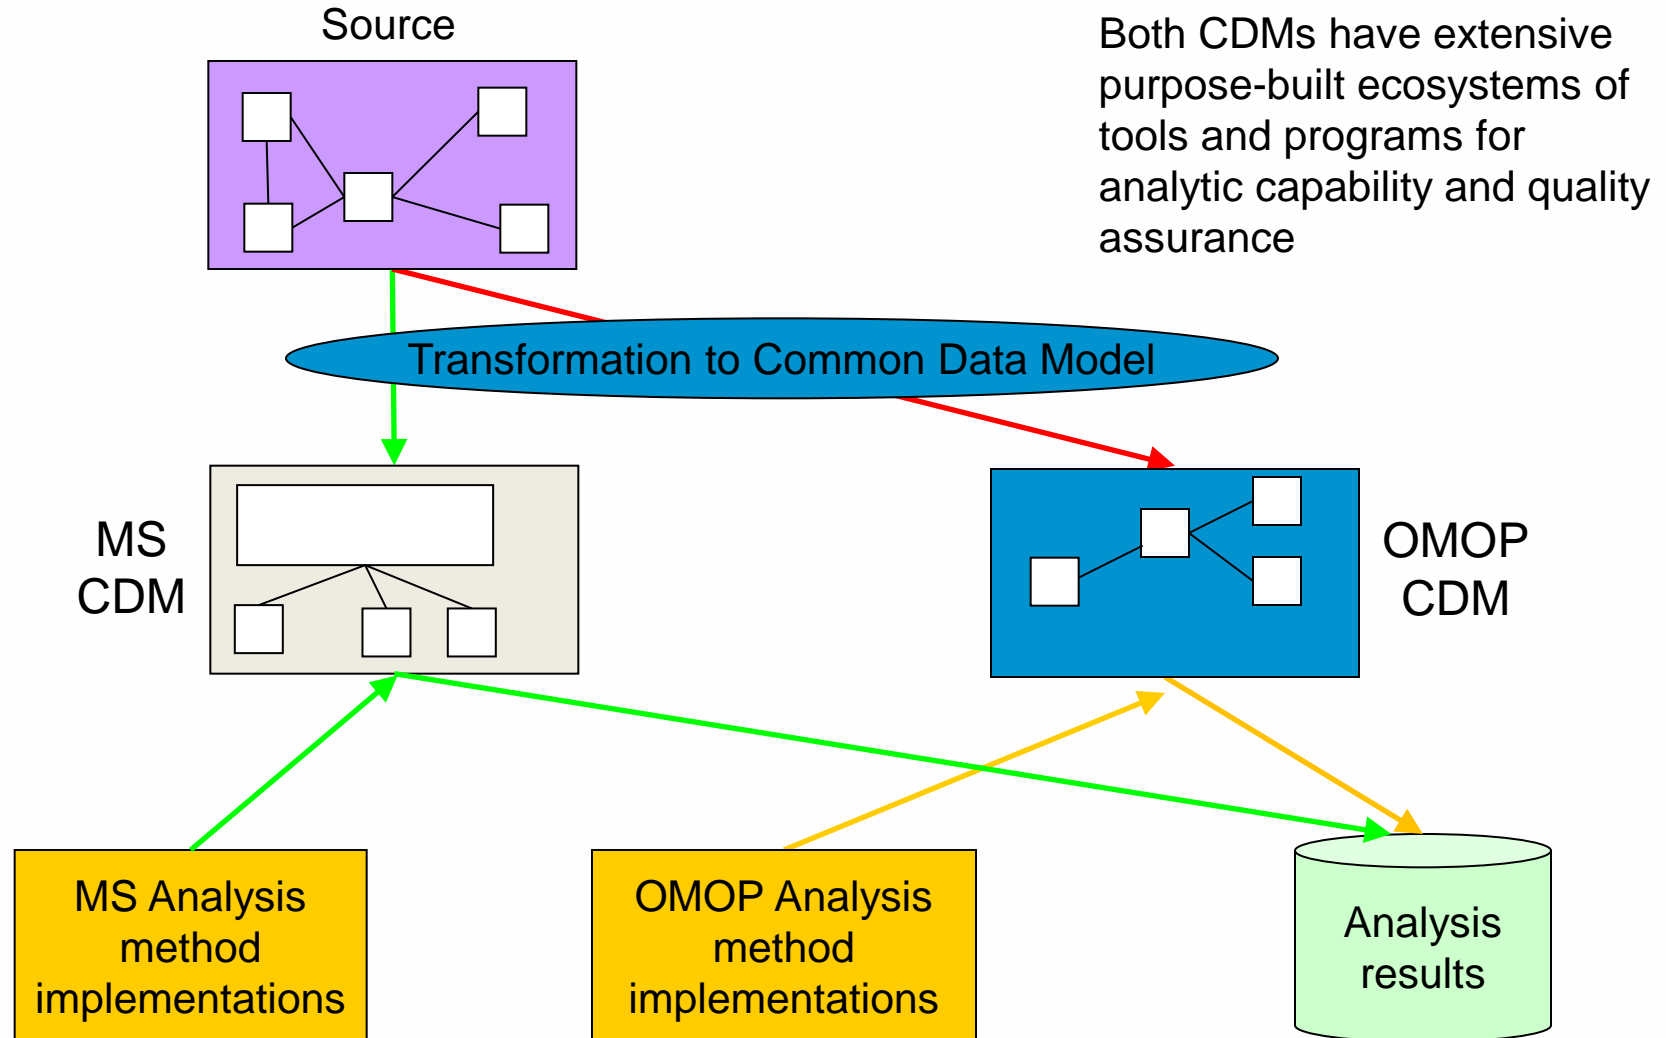 Source
Both CDMs have extensive
purpose-built ecosystems of
tools and programs for
analytic capability and quality
assurance
Transformation to Common Data Model
MS
CDM
OMOP
CDM
MS Analysis
method
implementations
OMOP Analysis
method
implementations
Analysis
results